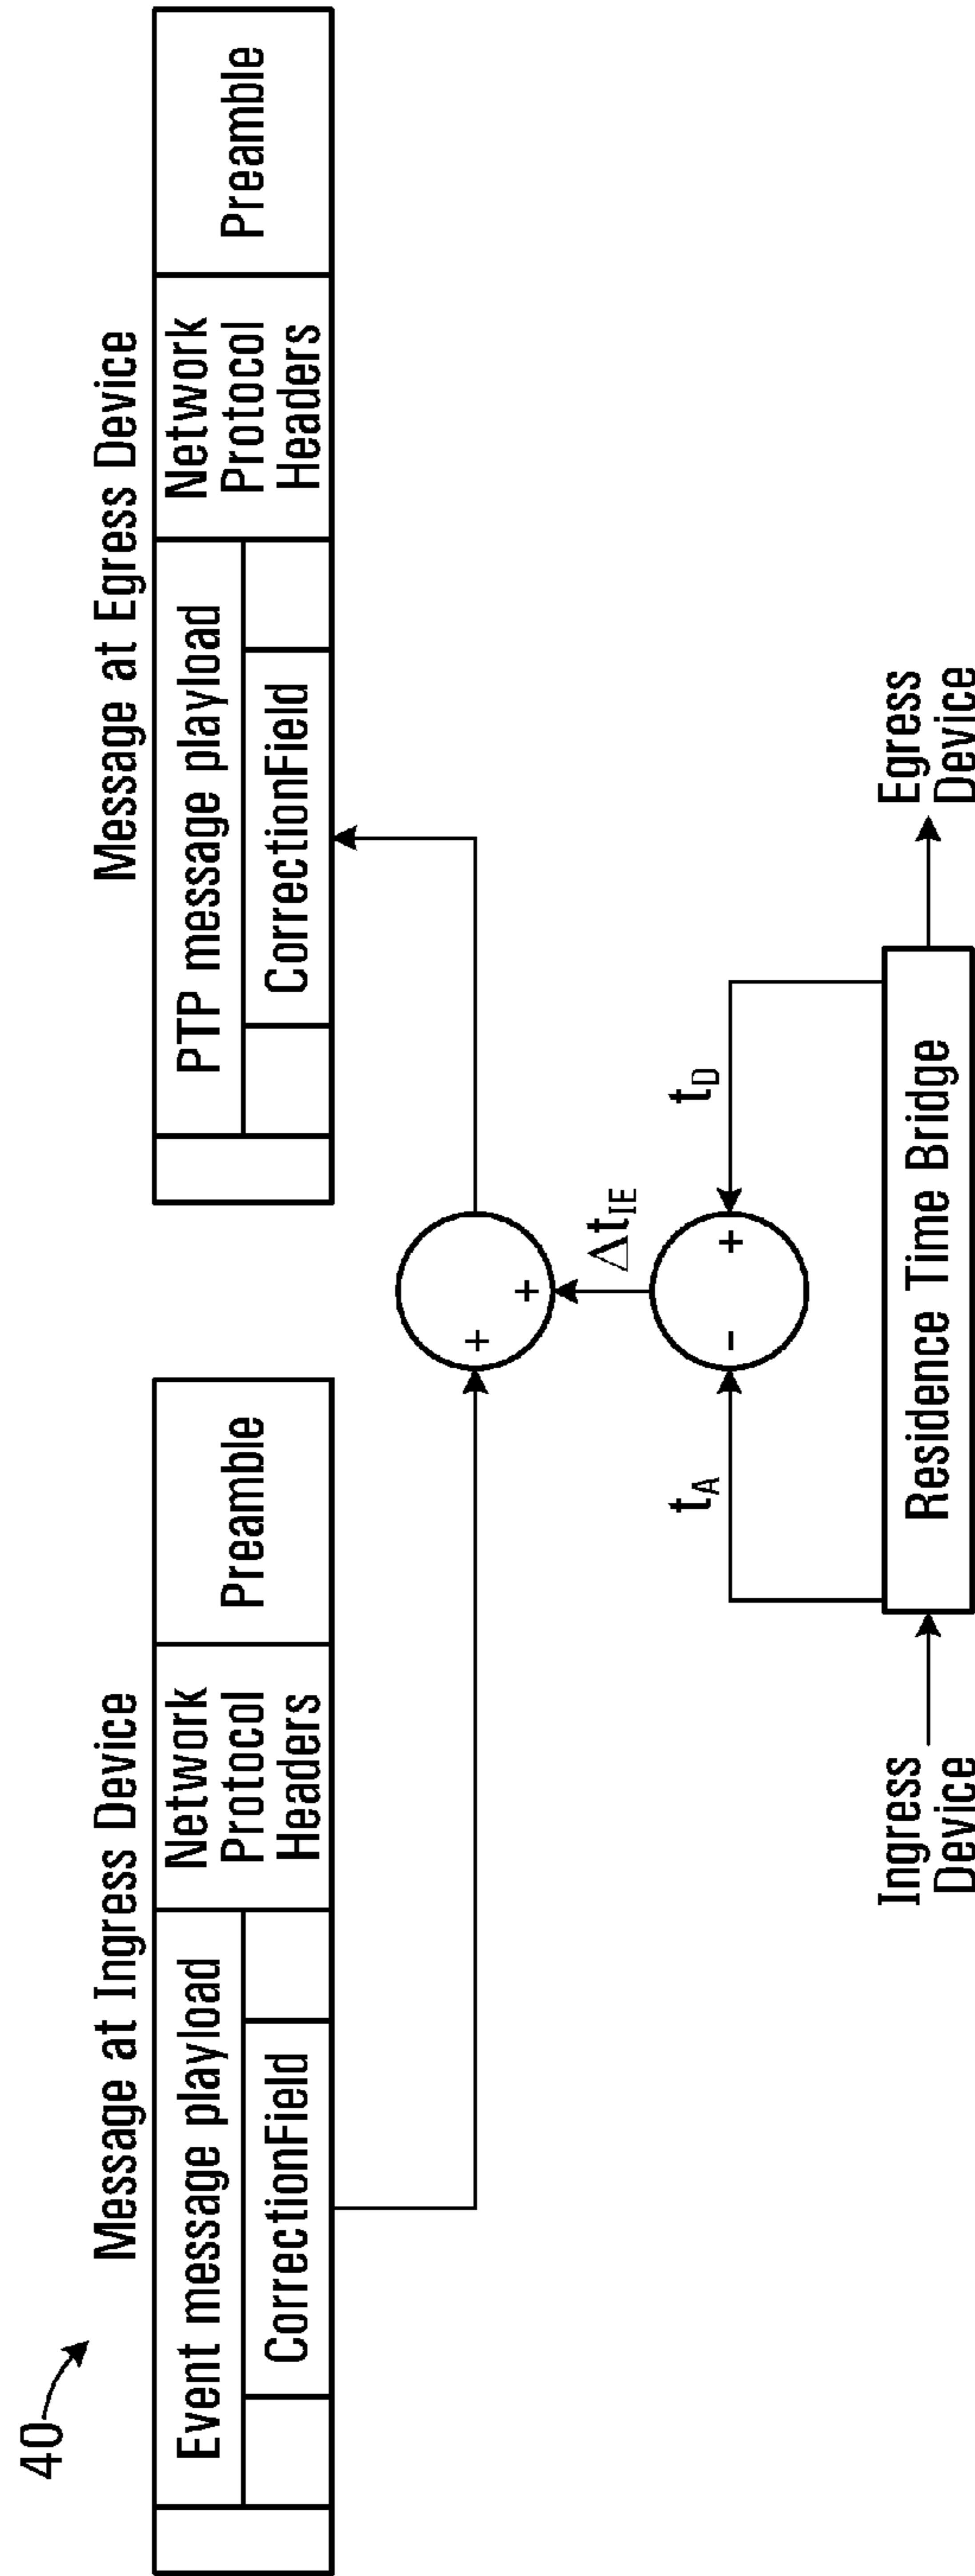 40
Message at Ingress Device
Event message playload
CorrectionField
Network
Protocol
Headers
Preamble
Message at Egress Device
PTP message playload
CorrectionField
Network
Protocol
Headers
Preamble
+
+
ΔtIE
tA
-
+
tD
Ingress
Device
Residence Time Bridge
Egress
Device